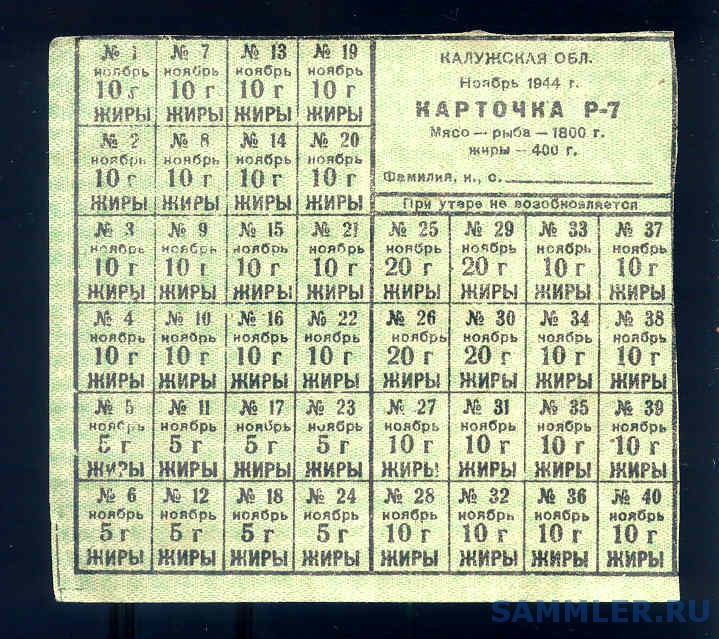 КАЛУЖСКАЯ ОБЛ.
Ноябрь 1944 г.
КАРТОЧКА Р-7
Мясо — рыба — 1800 г.
жиры — 400 г.
Фамилия, и., о.
При утере не возобновляется
№ 1 № 7 № 13 № 19
ноябрь ноябрь ноябрь ноябрь
10 г 10 г 10 г 10 г
ЖИРЫ ЖИРЫ ЖИРЫ ЖИРЫ
№ 2 № 8 № 14 № 20
ноябрь ноябрь ноябрь ноябрь
10 г 10 г 10 г 10 г
ЖИРЫ ЖИРЫ ЖИРЫ ЖИРЫ
№ 3 № 9 № 15 № 21 № 25 № 29 № 33 № 37
ноябрь ноябрь ноябрь ноябрь ноябрь ноябрь ноябрь ноябрь
10 г 10 г 10 г 10 г 20 г 20 г 10 г 10 г
ЖИРЫ ЖИРЫ ЖИРЫ ЖИРЫ ЖИРЫ ЖИРЫ ЖИРЫ ЖИРЫ
№ 4 № 10 № 16 № 22 № 26 № 30 № 34 № 38
ноябрь ноябрь ноябрь ноябрь ноябрь ноябрь ноябрь ноябрь
10 г 10 г 10 г 10 г 20 г 20 г 10 г 10 г
ЖИРЫ ЖИРЫ ЖИРЫ ЖИРЫ ЖИРЫ ЖИРЫ ЖИРЫ ЖИРЫ
№ 5 № 11 № 17 № 23 № 27 № 31 № 35 № 39
ноябрь ноябрь ноябрь ноябрь ноябрь ноябрь ноябрь ноябрь
5 г 5 г 5 г 5 г 10 г 10 г 10 г 10 г
ЖИРЫ ЖИРЫ ЖИРЫ ЖИРЫ ЖИРЫ ЖИРЫ ЖИРЫ ЖИРЫ
№ 6 № 12 № 18 № 24 № 28 № 32 № 36 № 40
ноябрь ноябрь ноябрь ноябрь ноябрь ноябрь ноябрь ноябрь
5 г 5 г 5 г 5 г 10 г 10 г 10 г 10 г
ЖИРЫ ЖИРЫ ЖИРЫ ЖИРЫ ЖИРЫ ЖИРЫ ЖИРЫ ЖИРЫ
SAMMLER.RU